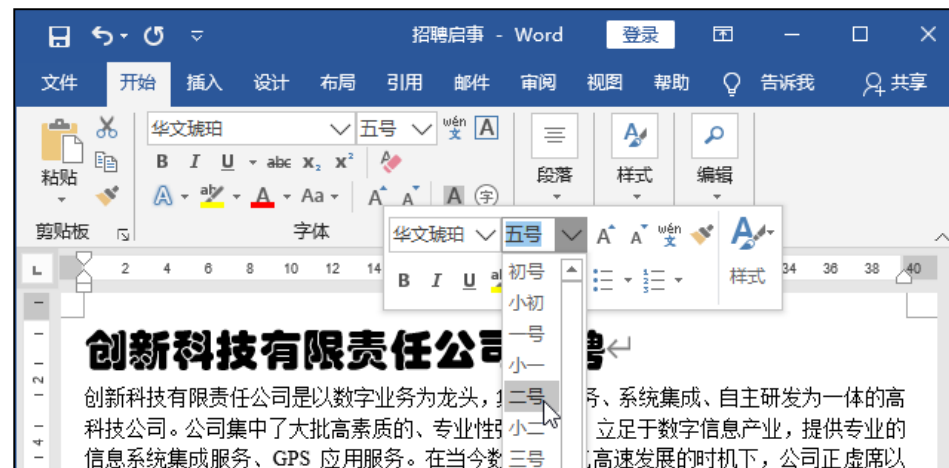 招聘启事 - Word 登录
文件 开始 插入 设计 布局 引用 邮件 审阅 视图 帮助 告诉我 共享
华文琥珀 五号 wén 文 A
粘贴 B I U abc X₂ X² 段落 样式 编辑
A aby A Aa A A A 字
剪贴板 字体
华文琥珀 五号 A A wén 文
B I U 样式
2 4 6 8 10 12 14 34 36 38 40
初号
小初
一号
小一
二号
小二
三号
创新科技有限责任公司
创新科技有限责任公司是以数字业务为龙头, 务、系统集成、自主研发为一体的高
科技公司。公司集中了大批高素质的、专业性 立足于数字信息产业，提供专业的
信息系统集成服务、GPS 应用服务。在当今数 高速发展的时机下，公司正虚席以
2
4